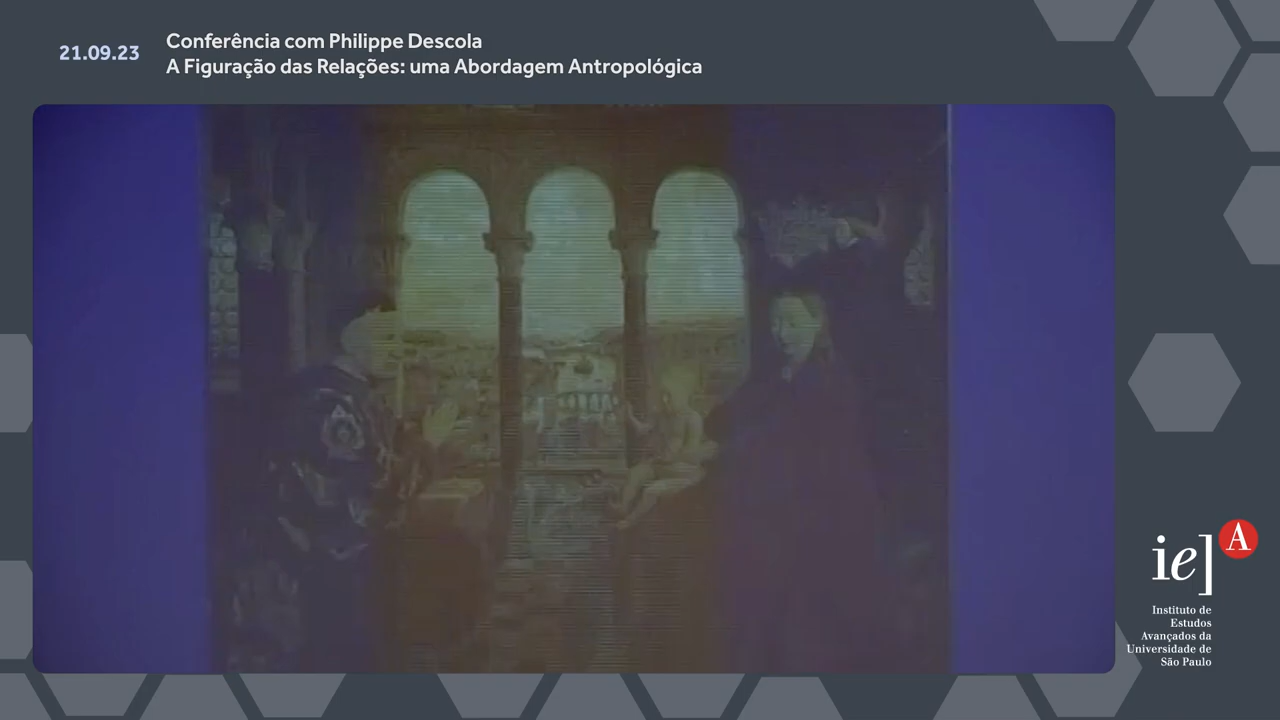 21.09.23
Conferência com Philippe Descola
A Figuração das Relações: uma Abordagem Antropológica
ie] A
Instituto de
Estudos
Avançados da
Universidade de
São Paulo